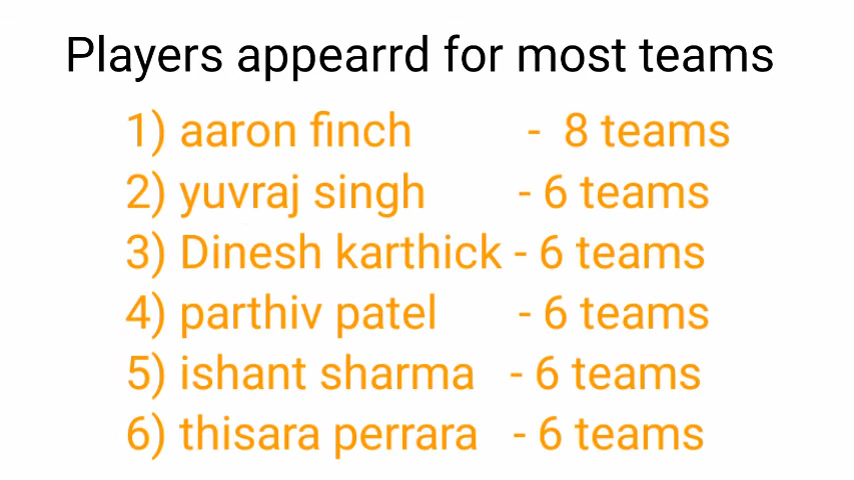 Players appearrd for most teams
1) aaron finch - 8 teams
2) yuvraj singh - 6 teams
3) Dinesh karthick - 6 teams
4) parthiv patel - 6 teams
5) ishant sharma - 6 teams
6) thisara perrara - 6 teams